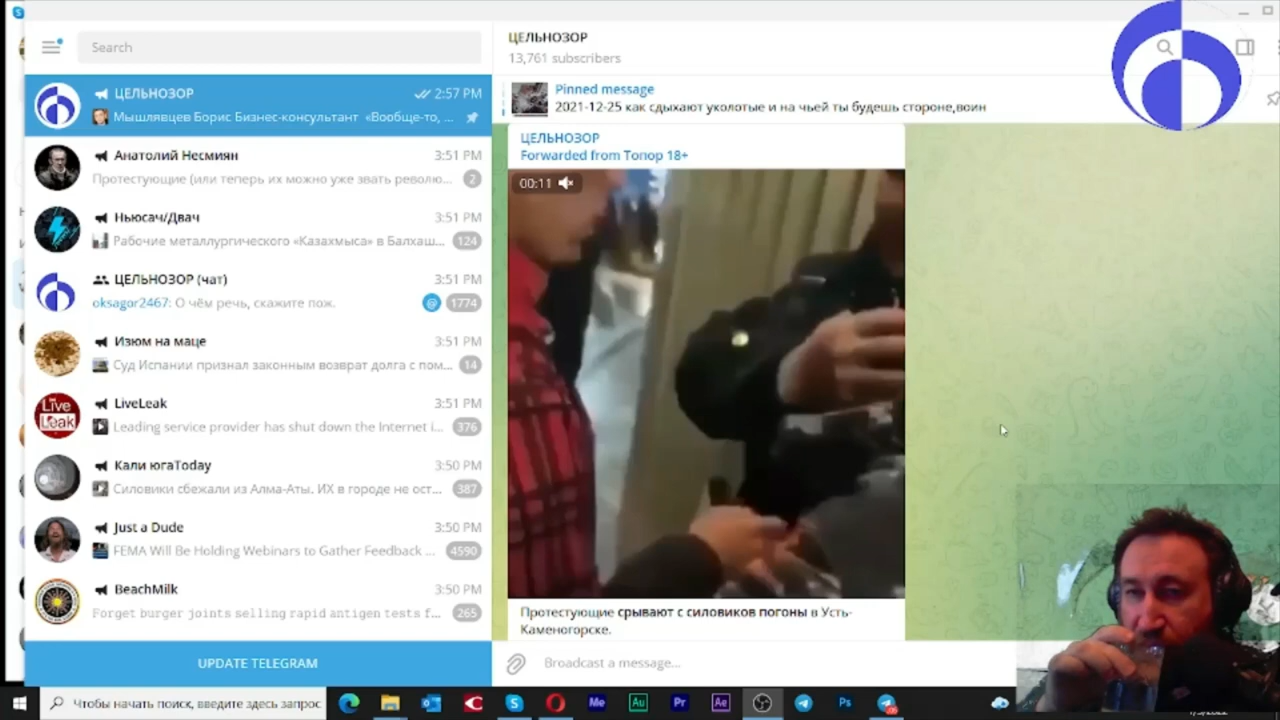 Search
ЦЕЛЬНОЗОР
2:57 PM
Мышлявцев Борис Бизнес-консультант «Вообще-то, ...
Анатолий Несмиян
3:51 PM
Протестующие (или теперь их можно уже звать револю...
2
Ньюсач/Двач
3:51 PM
Рабочие металлургического «Казахмыса» в Балхаш...
124
ЦЕЛЬНОЗОР (чат)
3:51 PM
oksagor2467: О чём речь, скажите пож.
@
1774
Изюм на маце
3:51 PM
Суд Испании признал законным возврат долга с пом...
14
Live Leak
LiveLeak
3:51 PM
Leading service provider has shut down the Internet i...
376
Кали югаToday
3:50 PM
Силовики сбежали из Алма-Аты. ИХ в городе не ост...
387
Just a Dude
3:50 PM
FEMA Will Be Holding Webinars to Gather Feedback ...
4590
BeachMilk
3:50 PM
Forget burger joints selling rapid antigen tests f...
265
UPDATE TELEGRAM
ЦЕЛЬНОЗОР
13,761 subscribers
Pinned message
2021-12-25 как сдыхают уколотые и на чьей ты будешь стороне,воин
ЦЕЛЬНОЗОР
Forwarded from Топор 18+
00:11
Протестующие срывают с силовиков погоны в Усть-
Каменогорске.
Broadcast a message...
Чтобы начать поиск, введите здесь запрос
Me
Au
Pr
Ae
Ps